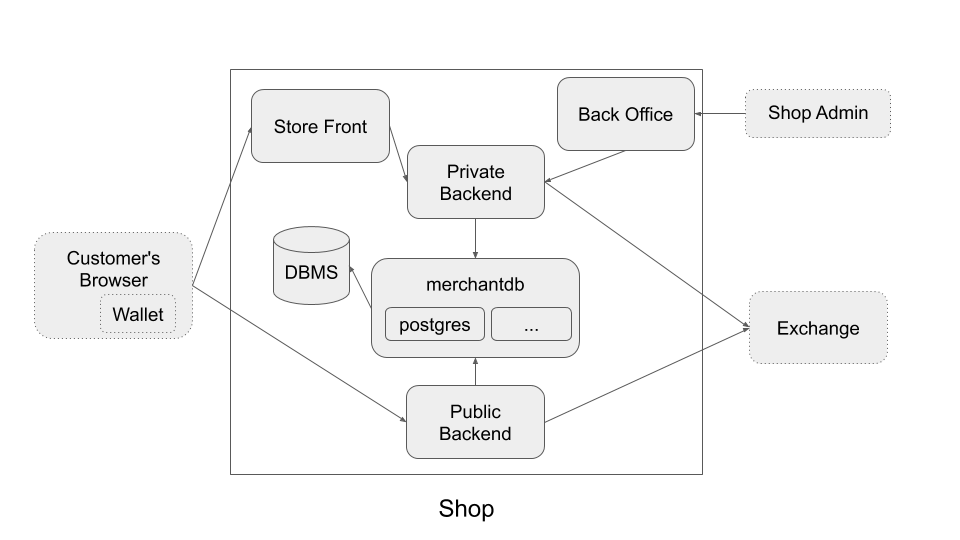 Store Front
Back Office
Shop Admin
Private
Backend
Customer's
Browser
Wallet
DBMS
merchantdb
postgres
...
Exchange
Public
Backend
Shop